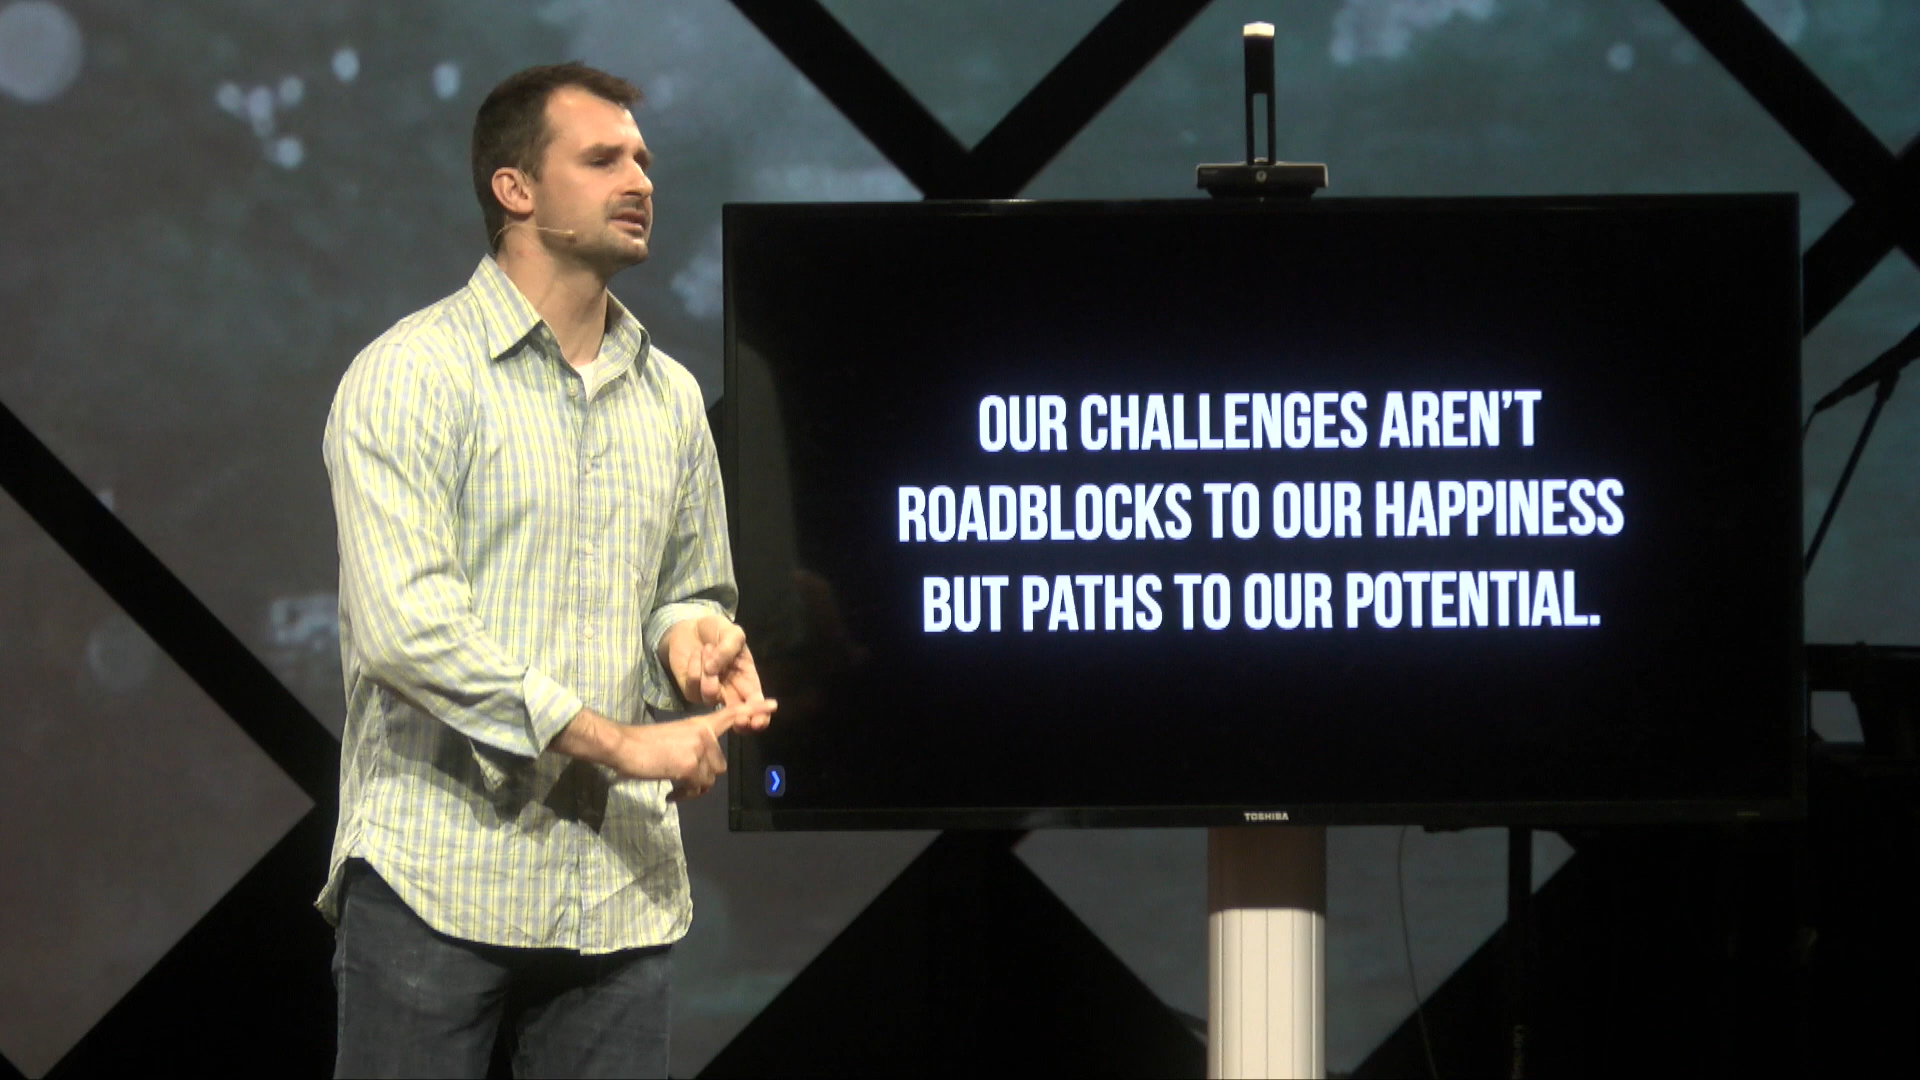 OUR CHALLENGES AREN'T
ROADBLOCKS TO OUR HAPPINESS
BUT PATHS TO OUR POTENTIAL.
TOSHIBA